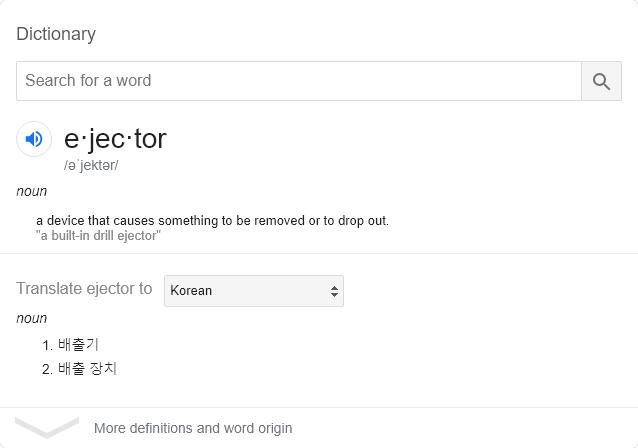 Dictionary
Search for a word
e·jec·tor
/əˈjektər/
noun
a device that causes something to be removed or to drop out.
"a built-in drill ejector"
Translate ejector to Korean
noun
1. 배출기
2. 배출 장치
More definitions and word origin